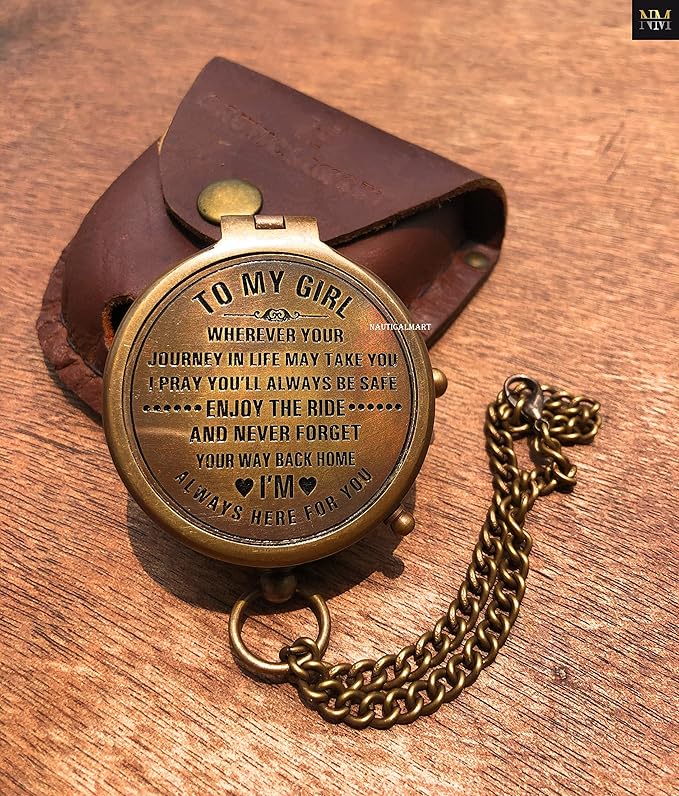 NM
TO MY GIRL
NAUTICALMART
WHEREVER YOUR
JOURNEY IN LIFE MAY TAKE YOU
I PRAY YOU'LL ALWAYS BE SAFE
ENJOY THE RIDE
AND NEVER FORGET
YOUR WAY BACK HOME
I'M
ALWAYS HERE FOR YOU